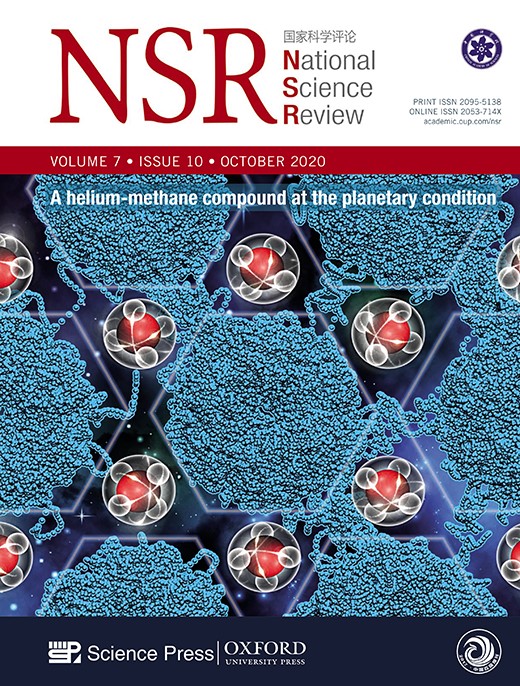 NSR
国家科学评论
National
Science
Review
PRINT ISSN 2095-5138
ONLINE ISSN 2053-714X
academic.oup.com/nsr
VOLUME 7 • ISSUE 10 • OCTOBER 2020
A helium-methane compound at the planetary condition
Science Press
OXFORD
UNIVERSITY PRESS